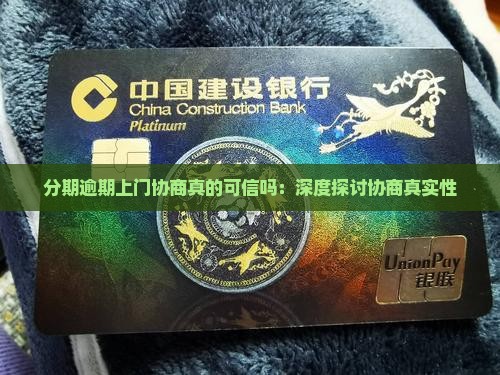 中国建设银行
China Construction Bank
Platinum
分期逾期上门协商真的可信吗：深度探讨协商真实性
UnionPay
银联